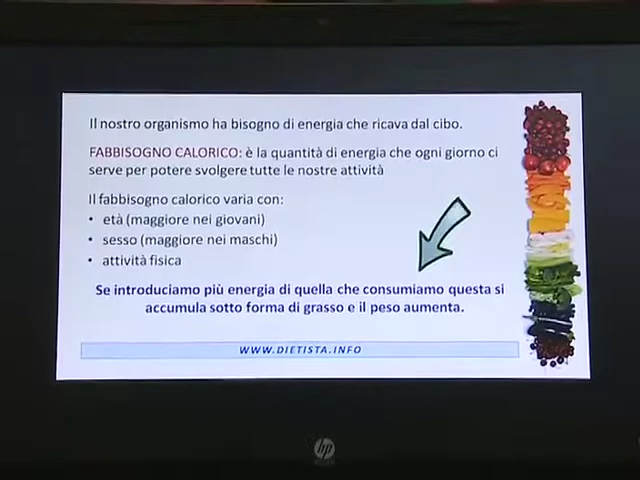 Il nostro organismo ha bisogno di energia che ricava dal cibo.
FABBISOGNO CALORICO: è la quantità di energia che ogni giorno ci
serve per potere svolgere tutte le nostre attività
Il fabbisogno calorico varia con:
• età (maggiore nei giovani)
• sesso (maggiore nei maschi)
• attività fisica
Se introduciamo più energia di quella che consumiamo questa si
accumula sotto forma di grasso e il peso aumenta.
WWW.DIETISTA.INFO
hp